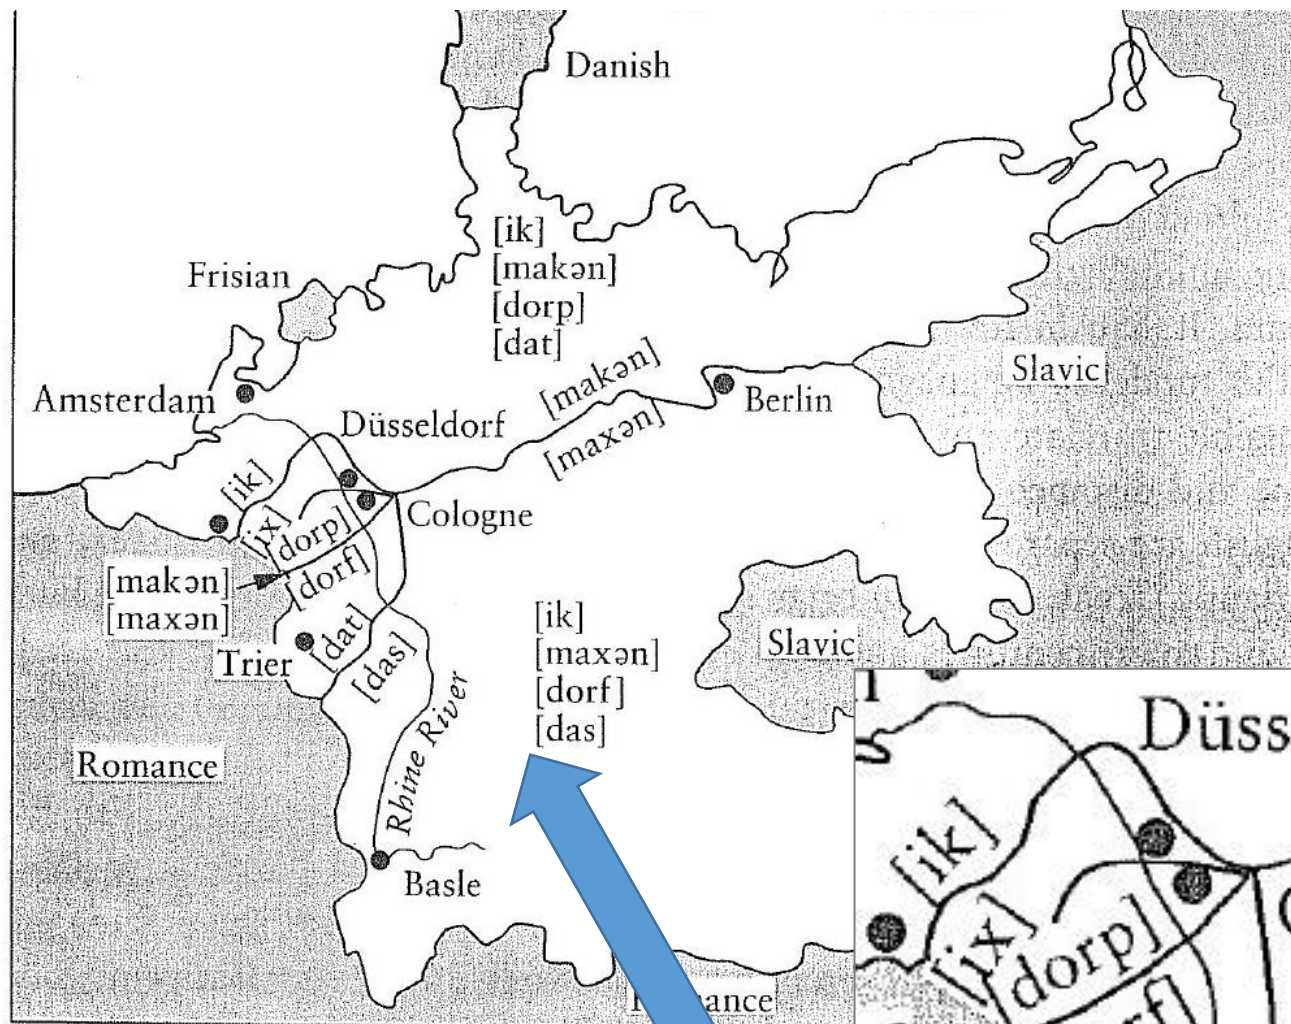 Danish
[ik]
[makən]
[dorp]
[dat]
Frisian
Amsterdam
Düsseldorf
[makən]
[maxən]
Berlin
Slavic
[ik]
[ix]
[dorp]
[dorf]
Cologne
[makən]
[maxən]
Trier
[dat]
[das]
[ik]
[maxən]
[dorf]
[das]
Slavic
Romance
Rhine River
Basle
Düss
[ik]
[ix]
[dorp]